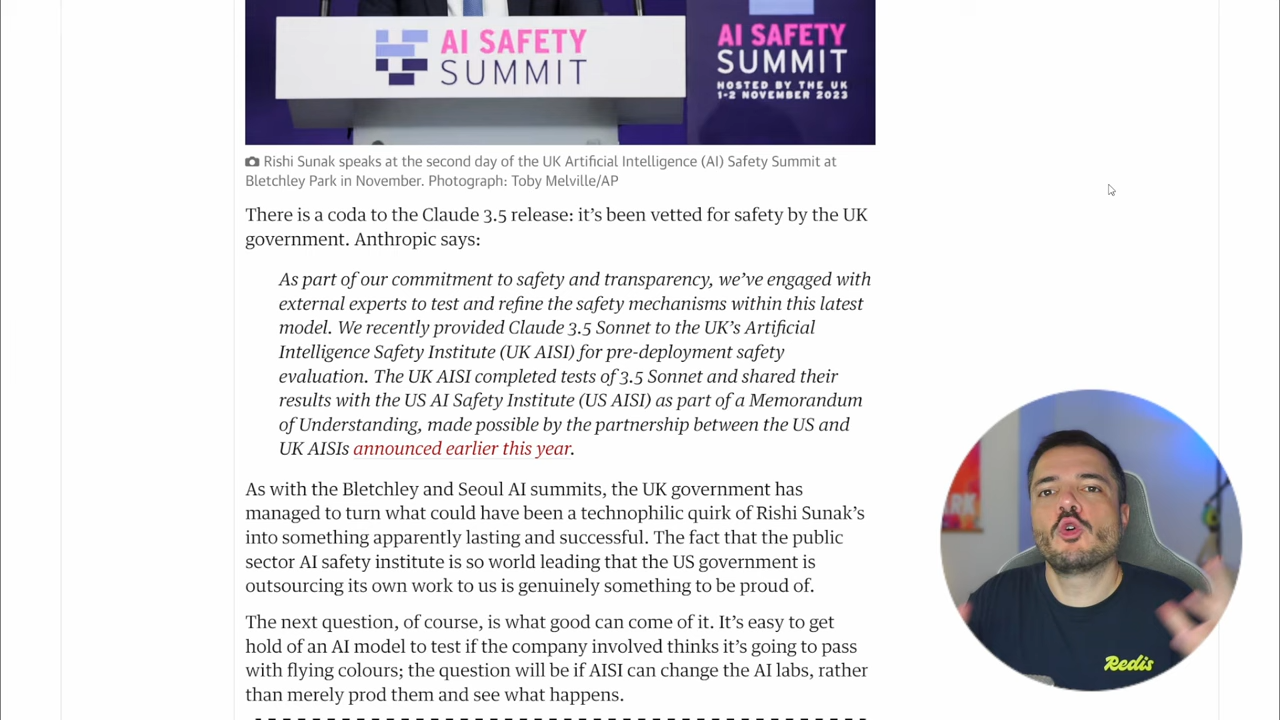 AI SAFETY
SUMMIT
AI SAFETY
SUMMIT
HOSTED BY THE UK
1-2 NOVEMBER 2023
Rishi Sunak speaks at the second day of the UK Artificial Intelligence (AI) Safety Summit at
Bletchley Park in November. Photograph: Toby Melville/AP
There is a coda to the Claude 3.5 release: it’s been vetted for safety by the UK
government. Anthropic says:
As part of our commitment to safety and transparency, we’ve engaged with
external experts to test and refine the safety mechanisms within this latest
model. We recently provided Claude 3.5 Sonnet to the UK’s Artificial
Intelligence Safety Institute (UK AISI) for pre-deployment safety
evaluation. The UK AISI completed tests of 3.5 Sonnet and shared their
results with the US AI Safety Institute (US AISI) as part of a Memorandum
of Understanding, made possible by the partnership between the US and
UK AISIs announced earlier this year.
As with the Bletchley and Seoul AI summits, the UK government has
managed to turn what could have been a technophilic quirk of Rishi Sunak’s
into something apparently lasting and successful. The fact that the public
sector AI safety institute is so world leading that the US government is
outsourcing its own work to us is genuinely something to be proud of.
The next question, of course, is what good can come of it. It’s easy to get
hold of an AI model to test if the company involved thinks it’s going to pass
with flying colours; the question will be if AISI can change the AI labs, rather
than merely prod them and see what happens.
Redis